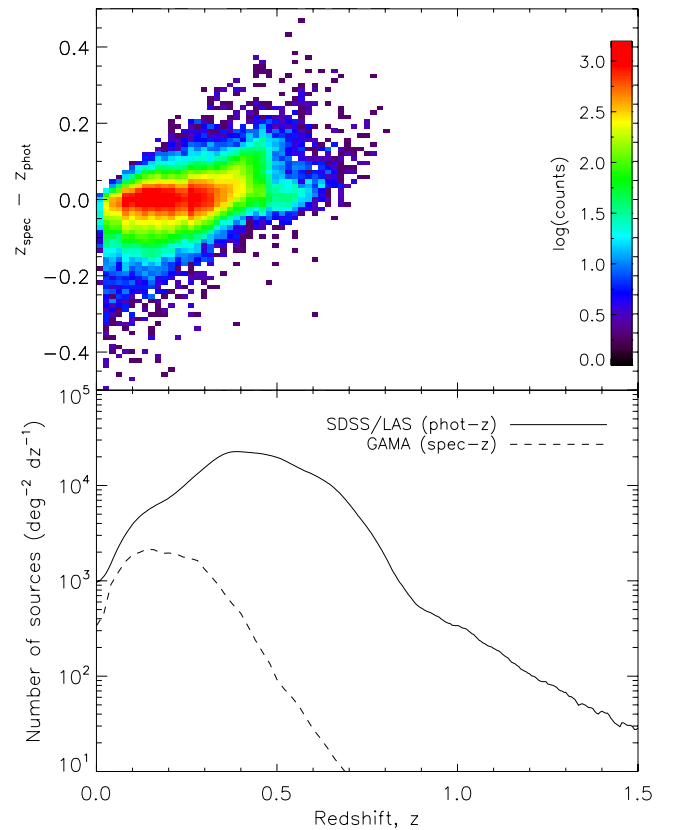 0.4
0.2
0.0
-0.2
-0.4
z_spec − z_phot
3.0
2.5
2.0
1.5
1.0
0.5
0.0
log(counts)
10^5
10^4
10^3
10^2
10^1
Number of sources (deg^-2 dz^-1)
SDSS/LAS (phot-z)
GAMA (spec-z)
0.0 0.5 1.0 1.5
Redshift, z